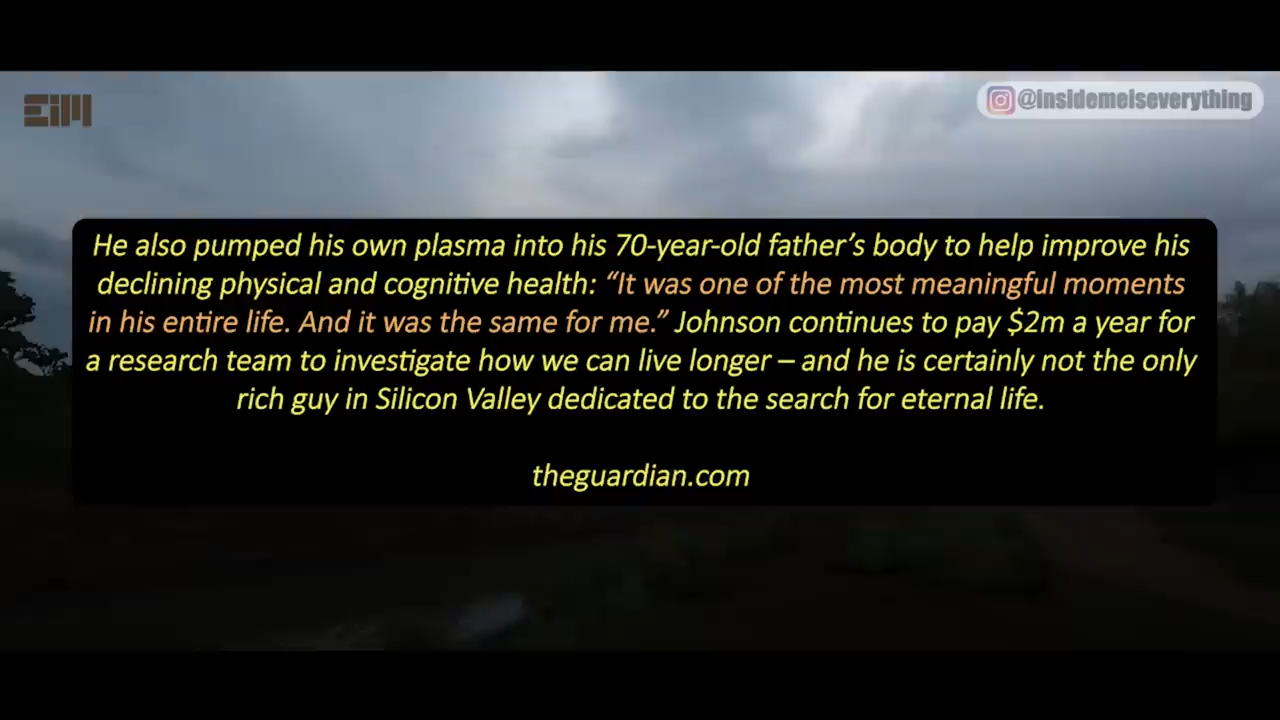 EiM
@insidemeiseverything
He also pumped his own plasma into his 70-year-old father’s body to help improve his
declining physical and cognitive health: “It was one of the most meaningful moments
in his entire life. And it was the same for me.” Johnson continues to pay $2m a year for
a research team to investigate how we can live longer – and he is certainly not the only
rich guy in Silicon Valley dedicated to the search for eternal life.
theguardian.com